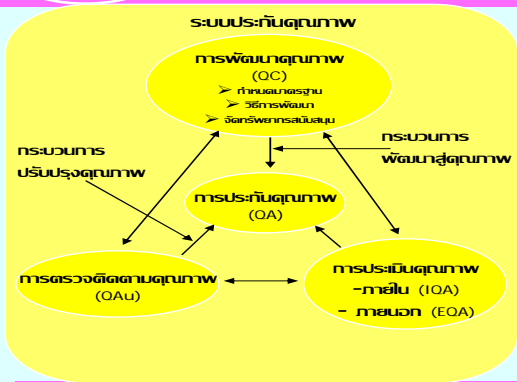 ระบบประกันคุณภาพ
การพัฒนาคุณภาพ
(QC)
➢ กำหนดมาตรฐาน
➢ วิธีการพัฒนา
➢ จัดทรัพยากรสนับสนุน
กระบวนการ
ปรับปรุงคุณภาพ
กระบวนการ
พัฒนาสู่คุณภาพ
การประกันคุณภาพ
(QA)
การตรวจติดตามคุณภาพ
(QAu)
การประเมินคุณภาพ
-ภายใน (IQA)
- ภายนอก (EQA)